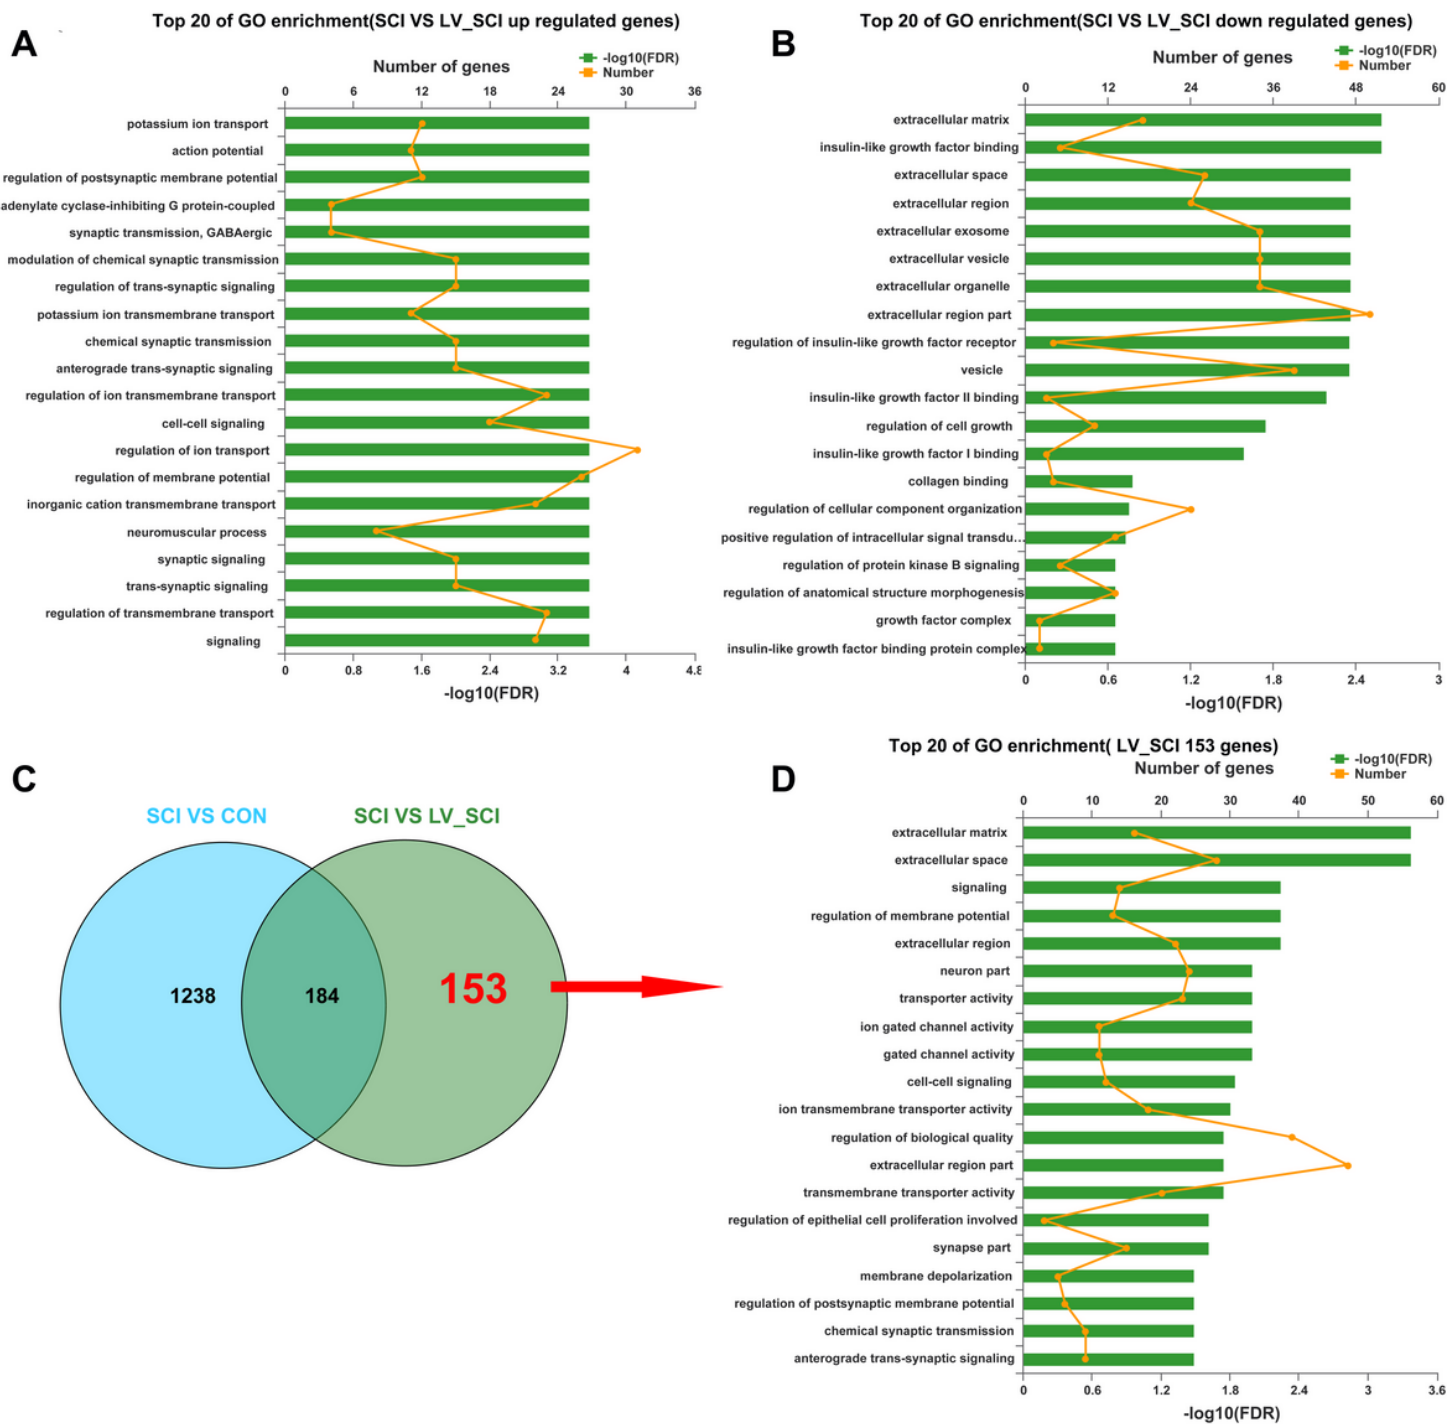 Top 20 of GO enrichment(SCI VS LV_SCI up regulated genes)
A
-log10(FDR)
Number
Number of genes
0 6 12 18 24 30 36
potassium ion transport
action potential
regulation of postsynaptic membrane potential
adenylate cyclase-inhibiting G protein-coupled
synaptic transmission, GABAergic
modulation of chemical synaptic transmission
regulation of trans-synaptic signaling
potassium ion transmembrane transport
chemical synaptic transmission
anterograde trans-synaptic signaling
regulation of ion transmembrane transport
cell-cell signaling
regulation of ion transport
regulation of membrane potential
inorganic cation transmembrane transport
neuromuscular process
synaptic signaling
trans-synaptic signaling
regulation of transmembrane transport
signaling
0 0.8 1.6 2.4 3.2 4 4.8
-log10(FDR)
Top 20 of GO enrichment(SCI VS LV_SCI down regulated genes)
B
-log10(FDR)
Number
Number of genes
0 12 24 36 48 60
extracellular matrix
insulin-like growth factor binding
extracellular space
extracellular region
extracellular exosome
extracellular vesicle
extracellular organelle
extracellular region part
regulation of insulin-like growth factor receptor
vesicle
insulin-like growth factor II binding
regulation of cell growth
insulin-like growth factor I binding
collagen binding
regulation of cellular component organization
positive regulation of intracellular signal transdu...
regulation of protein kinase B signaling
regulation of anatomical structure morphogenesis
growth factor complex
insulin-like growth factor binding protein complex
0 0.6 1.2 1.8 2.4 3
-log10(FDR)
C
SCI VS CON
SCI VS LV_SCI
1238
184
153
Top 20 of GO enrichment( LV_SCI 153 genes)
D
-log10(FDR)
Number
Number of genes
0 10 20 30 40 50 60
extracellular matrix
extracellular space
signaling
regulation of membrane potential
extracellular region
neuron part
transporter activity
ion gated channel activity
gated channel activity
cell-cell signaling
ion transmembrane transporter activity
regulation of biological quality
extracellular region part
transmembrane transporter activity
regulation of epithelial cell proliferation involved
synapse part
membrane depolarization
regulation of postsynaptic membrane potential
chemical synaptic transmission
anterograde trans-synaptic signaling
0 0.6 1.2 1.8 2.4 3 3.6
-log10(FDR)